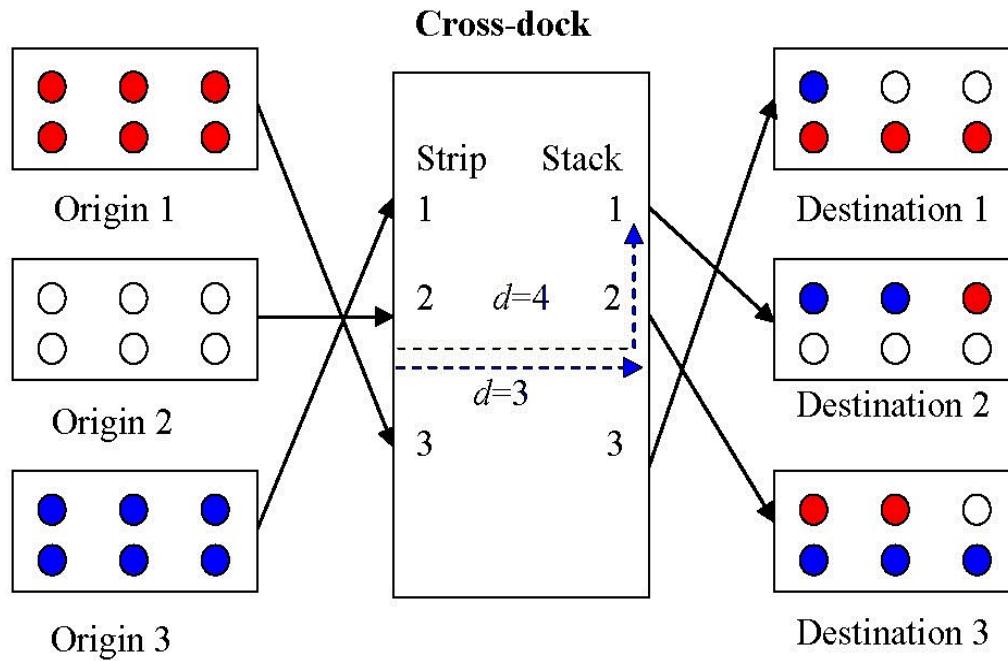 Cross-dock
Origin 1
Origin 2
Origin 3
Strip Stack
1 1
2 d=4 2
d=3
3 3
Destination 1
Destination 2
Destination 3